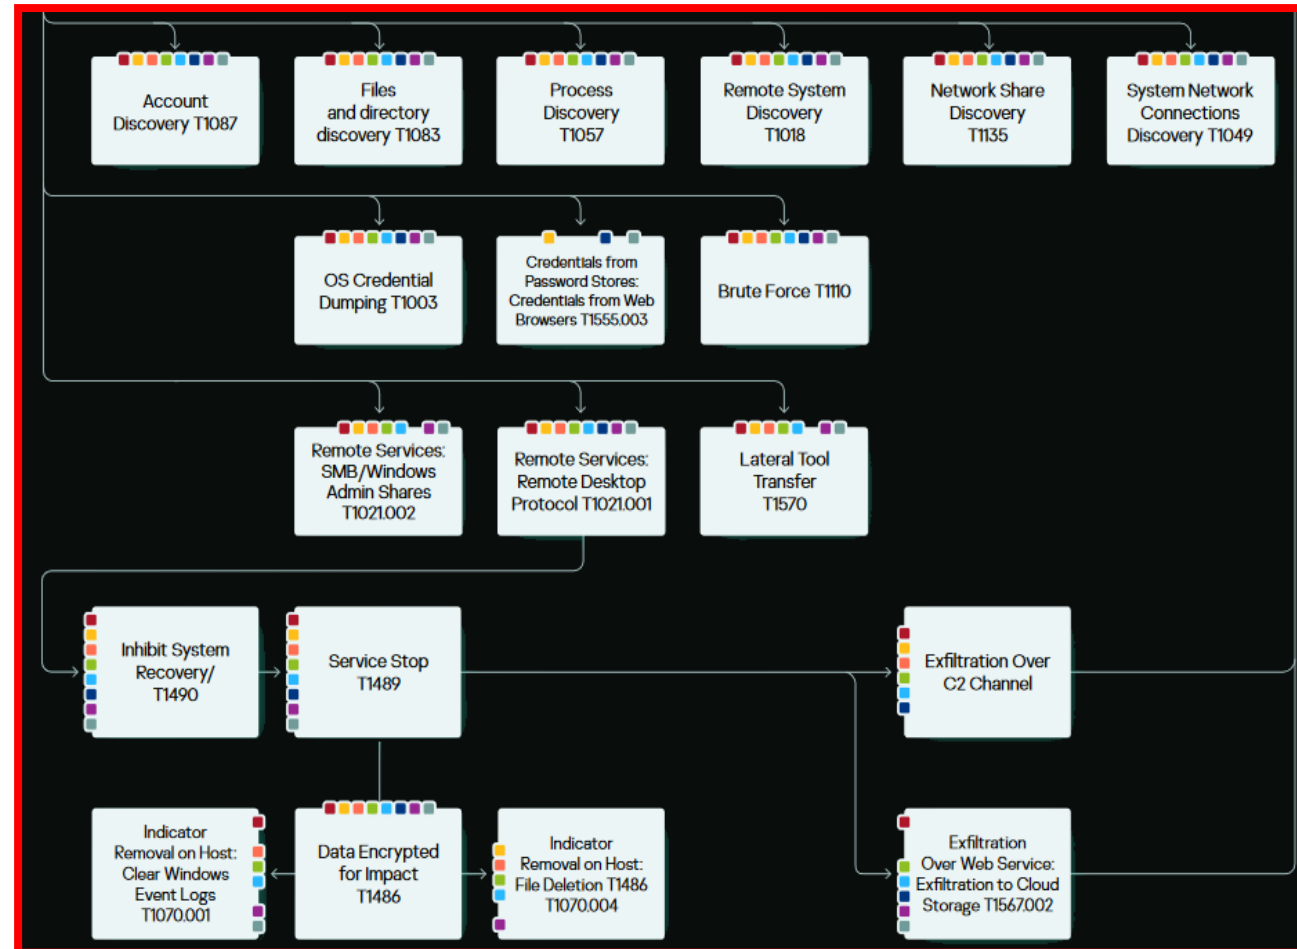 Account
Discovery T1087
Files
and directory
discovery T1083
Process
Discovery
T1057
Remote System
Discovery
T1018
Network Share
Discovery
T1135
System Network
Connections
Discovery T1049
OS Credential
Dumping T1003
Credentials from
Password Stores:
Credentials from Web
Browsers T1555.003
Brute Force T1110
Remote Services:
SMB/Windows
Admin Shares
T1021.002
Remote Services:
Remote Desktop
Protocol T1021.001
Lateral Tool
Transfer
T1570
Inhibit System
Recovery/
T1490
Service Stop
T1489
Exfiltration Over
C2 Channel
Indicator
Removal on Host:
Clear Windows
Event Logs
T1070.001
Data Encrypted
for Impact
T1486
Indicator
Removal on Host:
File Deletion T1486
T1070.004
Exfiltration
Over Web Service:
Exfiltration to Cloud
Storage T1567.002